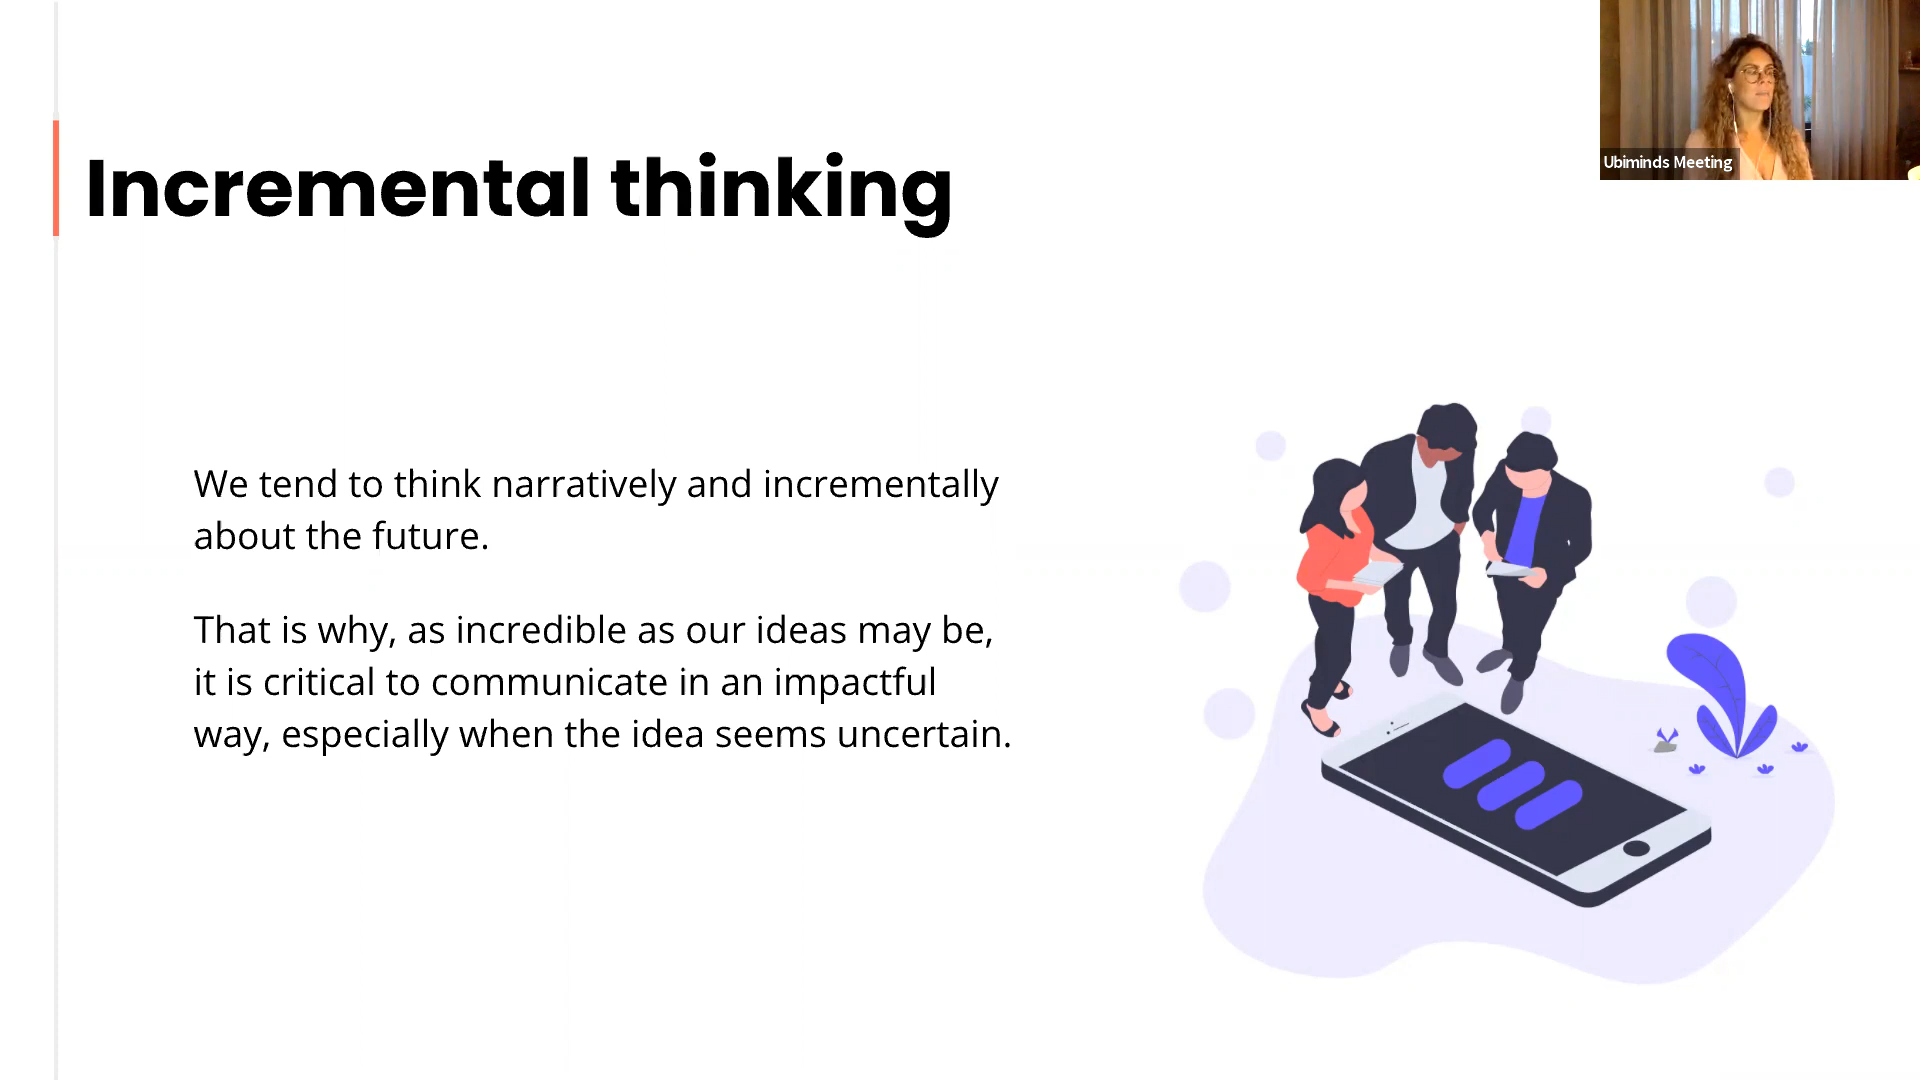 Incremental thinking
We tend to think narratively and incrementally
about the future.
That is why, as incredible as our ideas may be,
it is critical to communicate in an impactful
way, especially when the idea seems uncertain.
Ubiminds Meeting